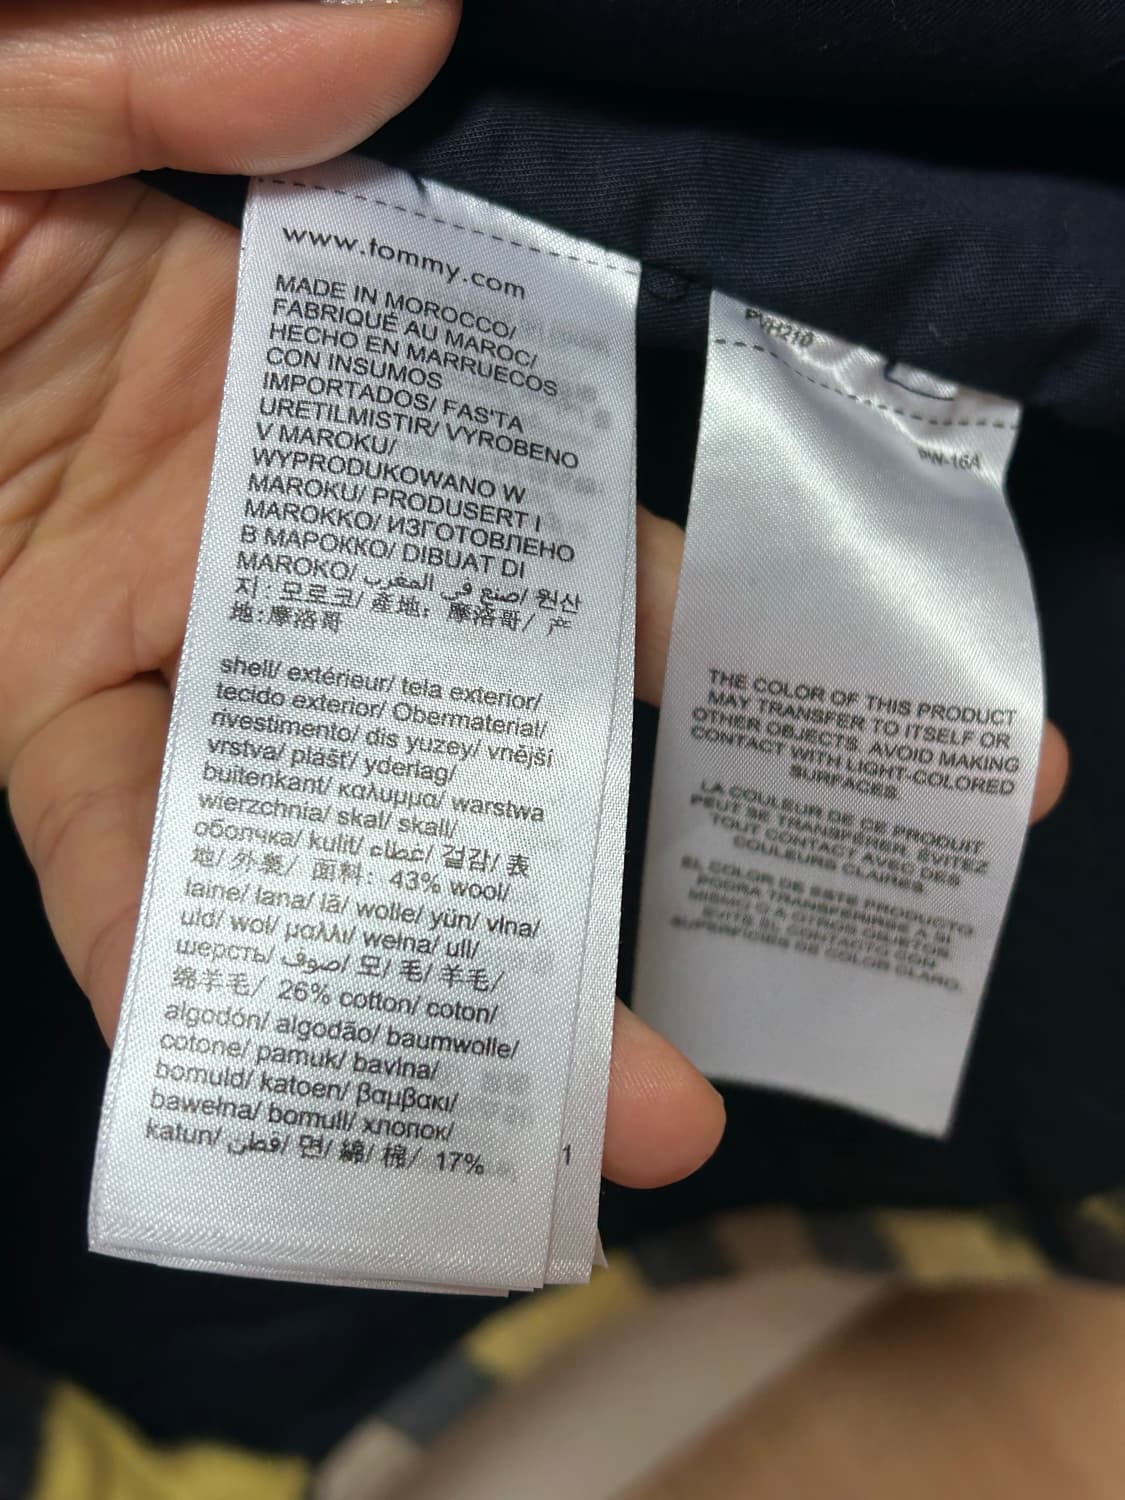 www.tommy.com
MADE IN MOROCCO/
FABRIQUÉ AU MAROC/
HECHO EN MARRUECOS
CON INSUMOS
IMPORTADOS/ FAS'TA
URETILMISTIR/ VYROBENO
V MAROKU/
WYPRODUKOWANO W
MAROKU/ PRODUSERT I
MAROKKO/ ИЗГОТОВЛЕНО
В МАРОККО/ DIBUAT DI
MAROKO/ صنع في المغرب/ 원산
지: 모로코/ 產地: 摩洛哥/ 产
地:摩洛哥
shell/ extérieur/ tela exterior/
tecido exterior/ Obermaterial/
rivestimento/ dis yuzey/ vnější
vrstva/ plášť/ yderlag/
buitenkant/ καλυμμα/ warstwa
wierzchnia/ skal/ skall/
оболчка/ kulit/ غطاء/ 겉감/ 表
地/ 外裳/ 面料: 43% wool/
laine/ lana/ lã/ wolle/ yün/ vlna/
uld/ wol/ μαλλι/ wełna/ ull/
шерсть/ صوف/ 모/ 毛/ 羊毛/
绵羊毛/ 26% cotton/ coton/
algodón/ algodão/ baumwolle/
cotone/ pamuk/ bavlna/
bomuld/ katoen/ βαμβακι/
bawełna/ bomull/ хлопок/
katun/ قطن/ 면/ 綿/ 棉/ 17%
1
PVH210
PW-16A
THE COLOR OF THIS PRODUCT
MAY TRANSFER TO ITSELF OR
OTHER OBJECTS. AVOID MAKING
CONTACT WITH LIGHT-COLORED
SURFACES.
LA COULEUR DE CE PRODUIT
PEUT SE TRANSFÉRER. ÉVITEZ
TOUT CONTACT AVEC DES
COULEURS CLAIRES.
EL COLOR DE ESTE PRODUCTO
PODRA TRANSFERIRSE A SI
MISMO O A OTROS OBJETOS.
EVITE EL CONTACTO CON
SUPERFICIES DE COLOR CLARO.